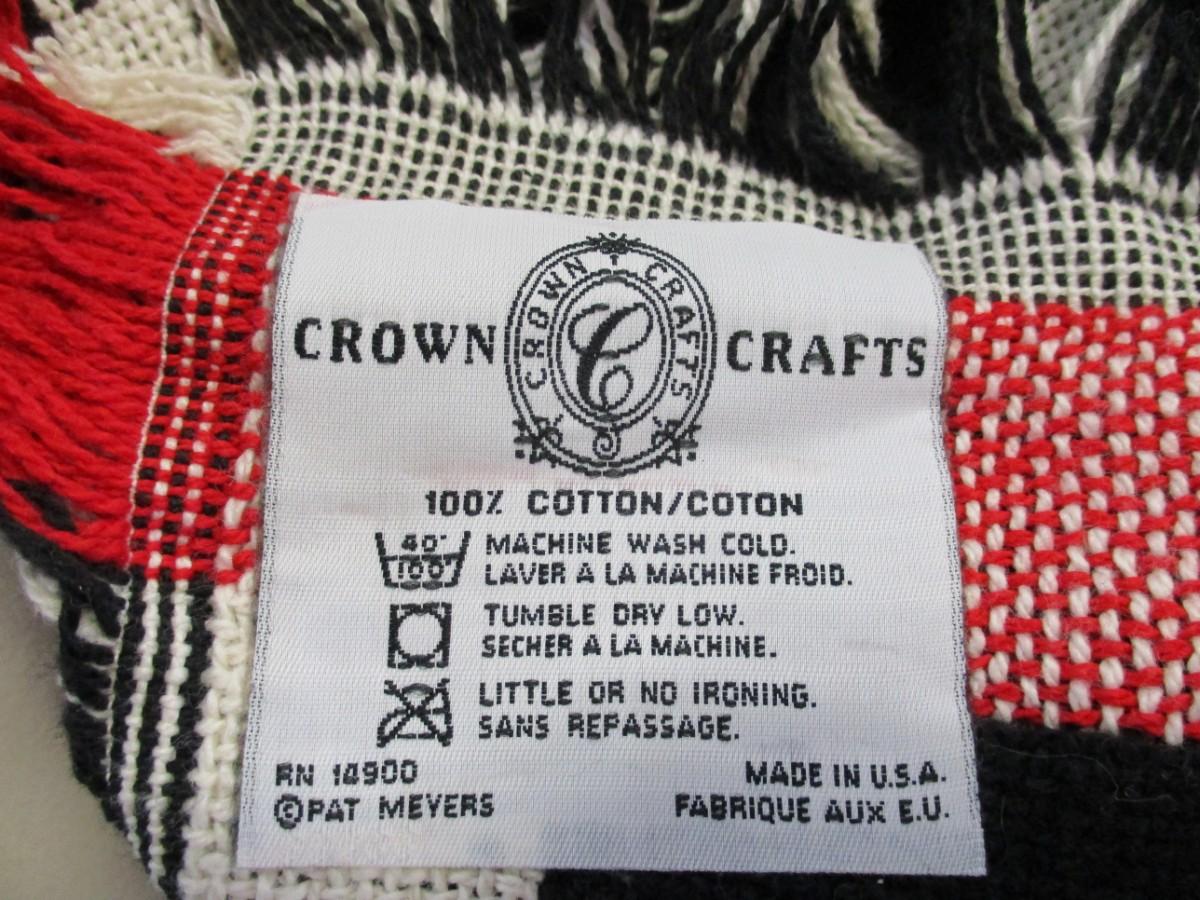 CROWN CRAFTS
CROWN CRAFTS
C
100% COTTON/COTON
40°
100°
MACHINE WASH COLD.
LAVER A LA MACHINE FROID.
TUMBLE DRY LOW.
SECHER A LA MACHINE.
LITTLE OR NO IRONING.
SANS REPASSAGE.
RN 14900
MADE IN U.S.A.
©PAT MEYERS
FABRIQUE AUX E.U.